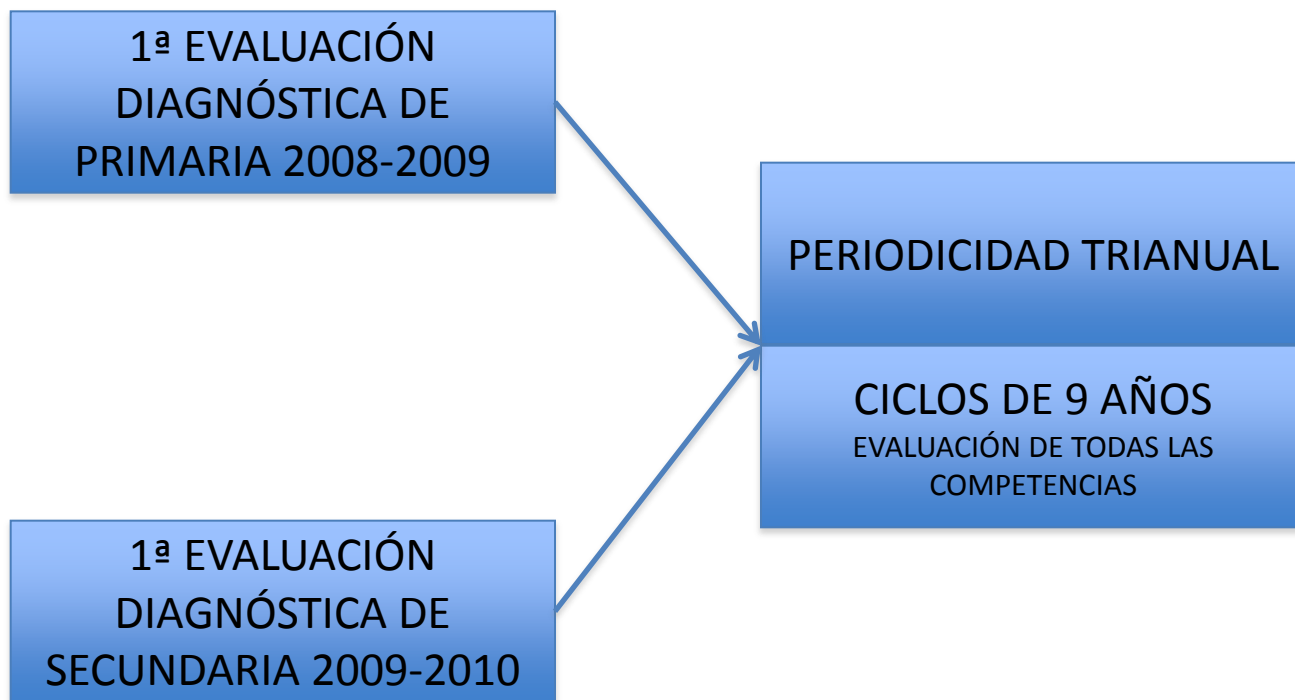 1ª EVALUACIÓN
DIAGNÓSTICA DE
PRIMARIA 2008-2009
PERIODICIDAD TRIANUAL
CICLOS DE 9 AÑOS
EVALUACIÓN DE TODAS LAS
COMPETENCIAS
1ª EVALUACIÓN
DIAGNÓSTICA DE
SECUNDARIA 2009-2010